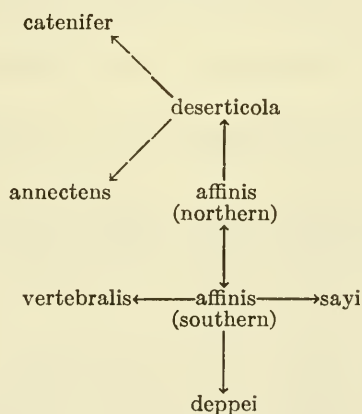 catenifer
deserticola
annectens
affinis
(northern)
vertebralis affinis sayi
(southern)
deppei